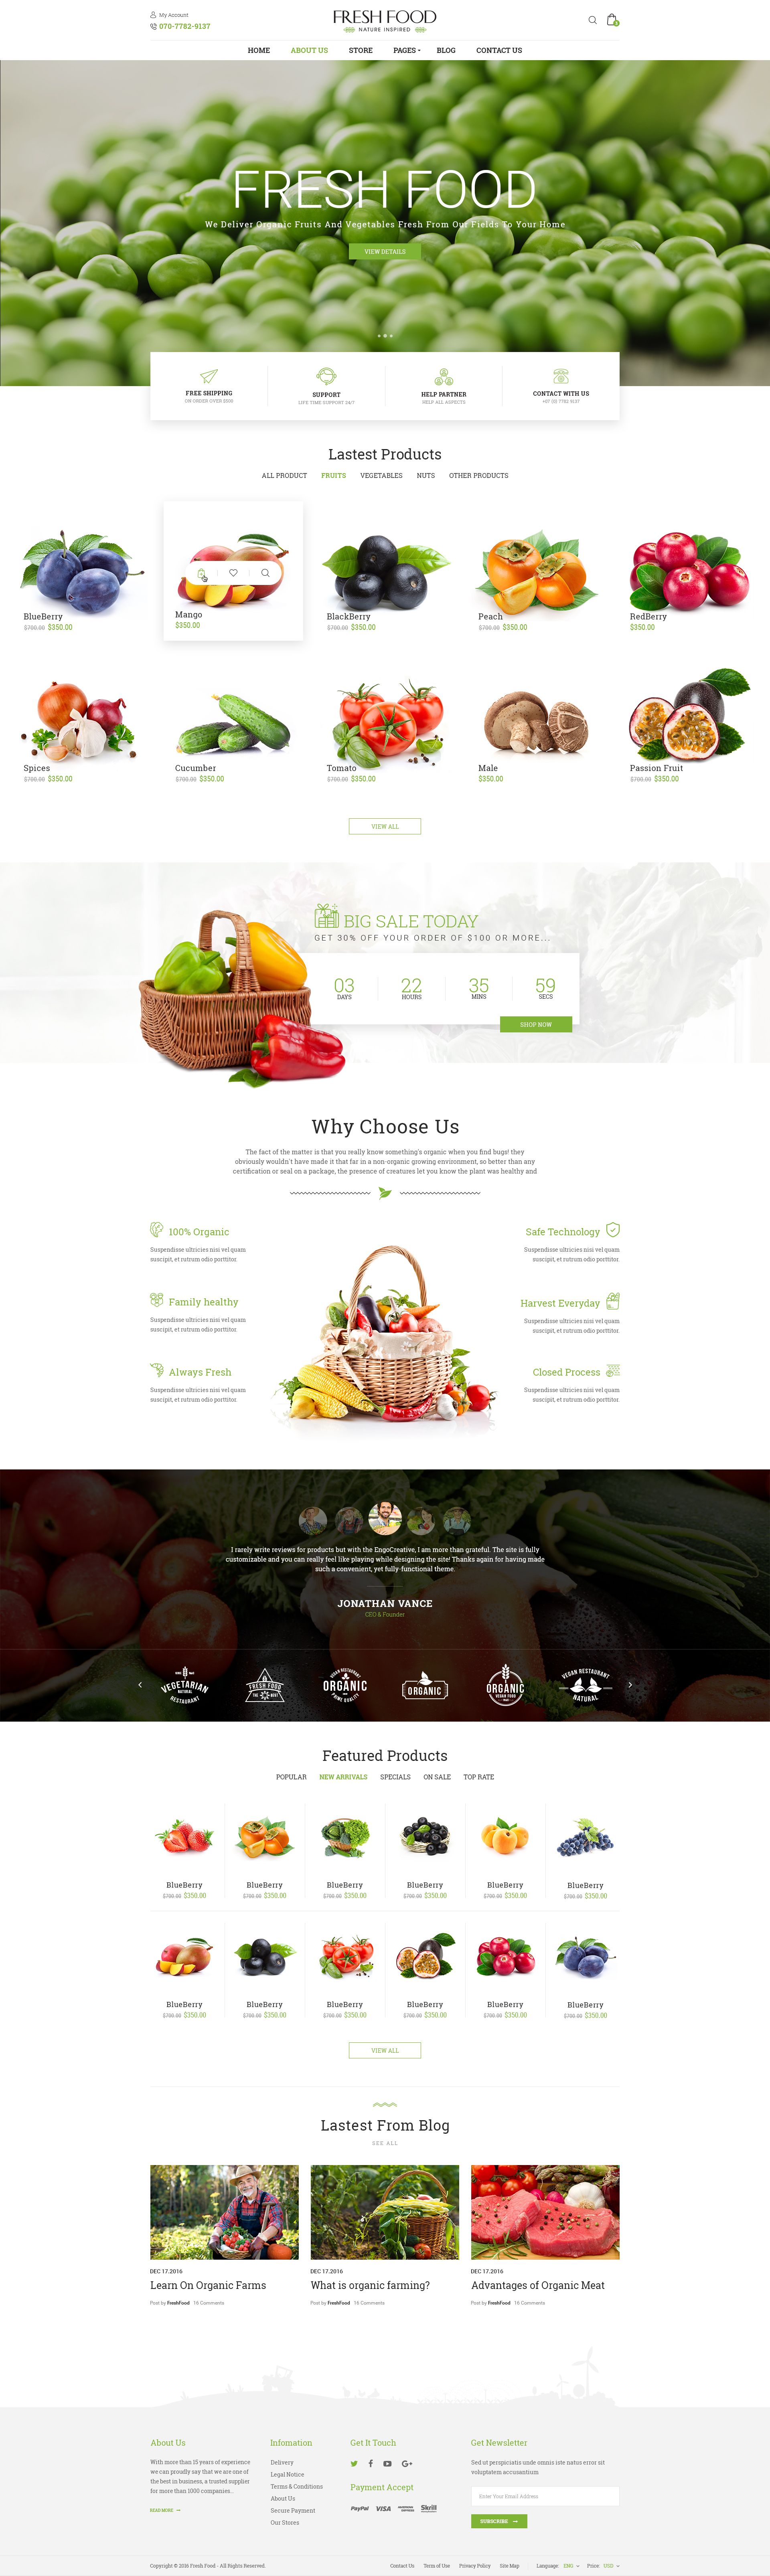 My Account
070-7782-9137
FRESH FOOD
NATURE INSPIRED
HOME
ABOUT US
STORE
PAGES
BLOG
CONTACT US
FRESH FOOD
We Deliver Organic Fruits And Vegetables Fresh From Our Fields To Your Home
VIEW DETAILS
FREE SHIPPING
ON ORDER OVER $500
SUPPORT
LIFE TIME SUPPORT 24/7
HELP PARTNER
HELP ALL ASPECTS
CONTACT WITH US
+07 (0) 7782 9137
Lastest Products
ALL PRODUCT
FRUITS
VEGETABLES
NUTS
OTHER PRODUCTS
BlueBerry
$700.00 $350.00
Mango
$350.00
BlackBerry
$700.00 $350.00
Peach
$700.00 $350.00
RedBerry
$350.00
Spices
$700.00 $350.00
Cucumber
$700.00 $350.00
Tomato
$700.00 $350.00
Male
$350.00
Passion Fruit
$700.00 $350.00
VIEW ALL
BIG SALE TODAY
GET 30% OFF YOUR ORDER OF $100 OR MORE...
03
DAYS
22
HOURS
35
MINS
59
SECS
SHOP NOW
Why Choose Us
The fact of the matter is that you really know something's organic when you find bugs! they
obviously wouldn't have made it that far in a non-organic growing environment, so better than any
certification or seal on a package, the presence of creatures let you know the plant was healthy and
100% Organic
Suspendisse ultricies nisi vel quam
suscipit, et rutrum odio porttitor.
Family healthy
Suspendisse ultricies nisi vel quam
suscipit, et rutrum odio porttitor.
Always Fresh
Suspendisse ultricies nisi vel quam
suscipit, et rutrum odio porttitor.
Safe Technology
Suspendisse ultricies nisi vel quam
suscipit, et rutrum odio porttitor.
Harvest Everyday
Suspendisse ultricies nisi vel quam
suscipit, et rutrum odio porttitor.
Closed Process
Suspendisse ultricies nisi vel quam
suscipit, et rutrum odio porttitor.
I rarely write reviews for products but with the EngoCreative, I am more than grateful. The site is fully
customizable and you can really feel like playing while designing the site! Thanks again for having made
such a convenient, yet fully-functional theme.
JONATHAN VANCE
CEO & Founder
VEGETARIAN
NATURAL
RESTAURANT
FRESH FOOD
THE BEST
VEGAN RESTAURANT
ORGANIC
PRIME QUALITY
ORGANIC
ORGANIC
VEGAN FOOD
VEGAN RESTAURANT
NATURAL
Featured Products
POPULAR
NEW ARRIVALS
SPECIALS
ON SALE
TOP RATE
BlueBerry
$700.00 $350.00
BlueBerry
$700.00 $350.00
BlueBerry
$700.00 $350.00
BlueBerry
$700.00 $350.00
BlueBerry
$700.00 $350.00
BlueBerry
$700.00 $350.00
BlueBerry
$700.00 $350.00
BlueBerry
$700.00 $350.00
BlueBerry
$700.00 $350.00
BlueBerry
$700.00 $350.00
BlueBerry
$700.00 $350.00
BlueBerry
$700.00 $350.00
VIEW ALL
Lastest From Blog
SEE ALL
DEC 17.2016
Learn On Organic Farms
Post by FreshFood 16 Comments
DEC 17.2016
What is organic farming?
Post by FreshFood 16 Comments
DEC 17.2016
Advantages of Organic Meat
Post by FreshFood 16 Comments
About Us
With more than 15 years of experience
we can proudly say that we are one of
the best in business, a trusted supplier
for more than 1000 companies...
READ MORE
Infomation
Delivery
Legal Notice
Terms & Conditions
About Us
Secure Payment
Our Stores
Get It Touch
Payment Accept
PayPal
VISA
Skrill
Get Newsletter
Sed ut perspiciatis unde omnis iste natus error sit
voluptatem accusantium
Enter Your Email Address
SUBSCRIBE
Copyright © 2016 Fresh Food - All Rights Reserved.
Contact Us
Term of Use
Privacy Policy
Site Map
Language: ENG
Price: USD